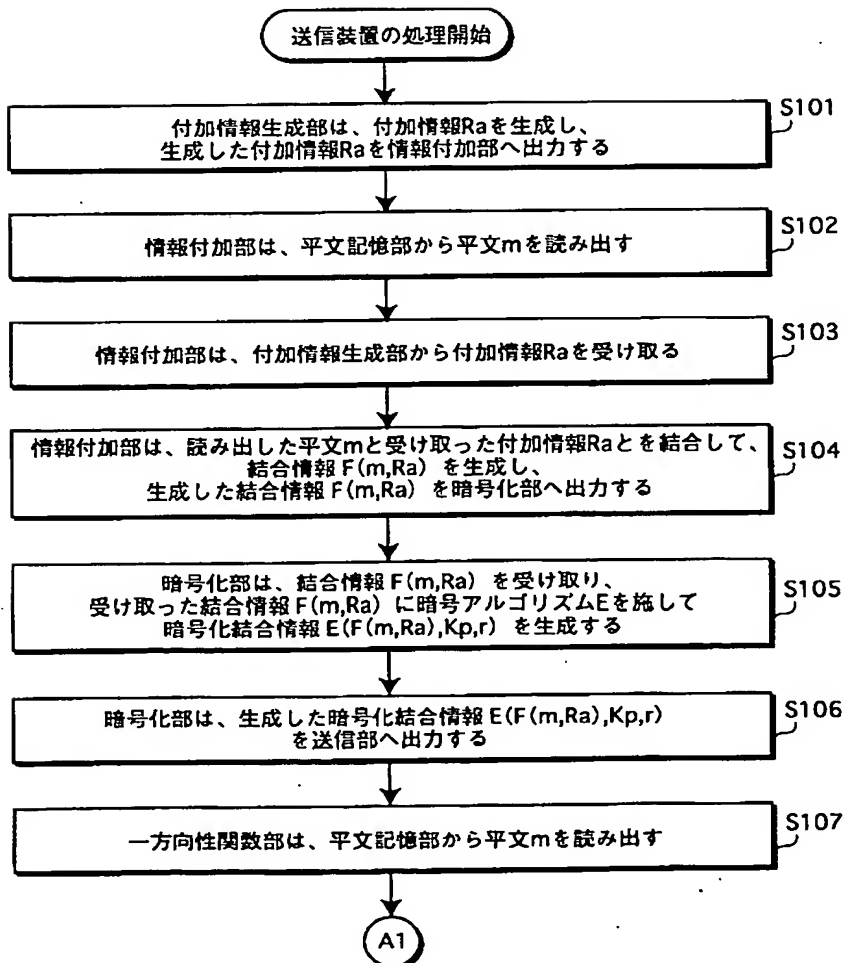 送信装置の処理開始
S101
付加情報生成部は、付加情報Raを生成し、
生成した付加情報Raを情報付加部へ出力する
S102
情報付加部は、平文記憶部から平文mを読み出す
S103
情報付加部は、付加情報生成部から付加情報Raを受け取る
S104
情報付加部は、読み出した平文mと受け取った付加情報Raとを結合して、
結合情報 F(m,Ra) を生成し、
生成した結合情報 F(m,Ra) を暗号化部へ出力する
S105
暗号化部は、結合情報 F(m,Ra) を受け取り、
受け取った結合情報 F(m,Ra) に暗号アルゴリズムEを施して
暗号化結合情報 E(F(m,Ra),Kp,r) を生成する
S106
暗号化部は、生成した暗号化結合情報 E(F(m,Ra),Kp,r)
を送信部へ出力する
S107
一方向性関数部は、平文記憶部から平文mを読み出す
A1